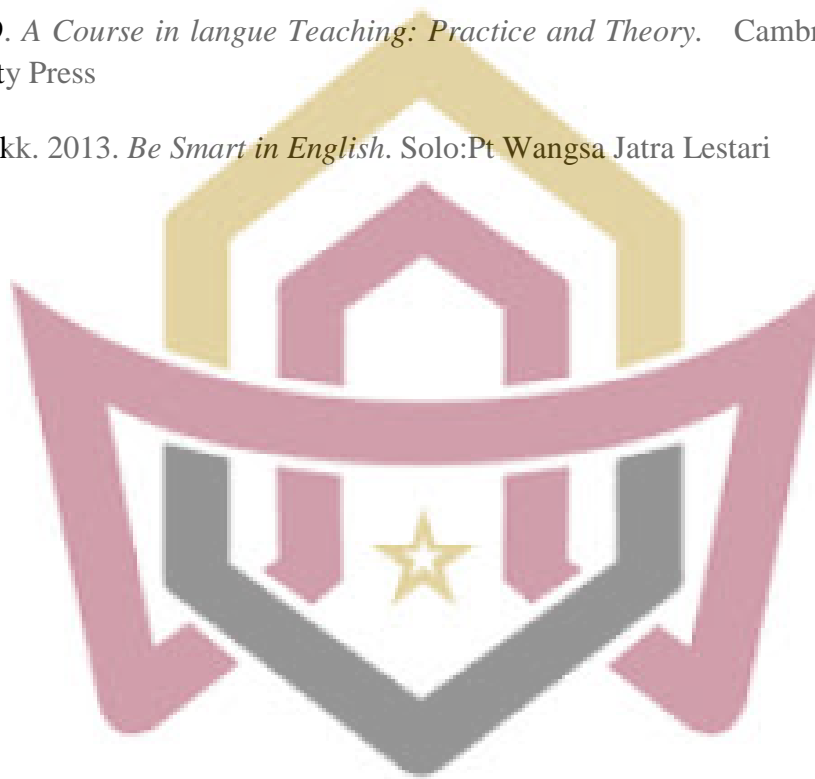 . A Course in langue Teaching: Practice and Theory. Cambr
ty Press
kk. 2013. Be Smart in English. Solo:Pt Wangsa Jatra Lestari